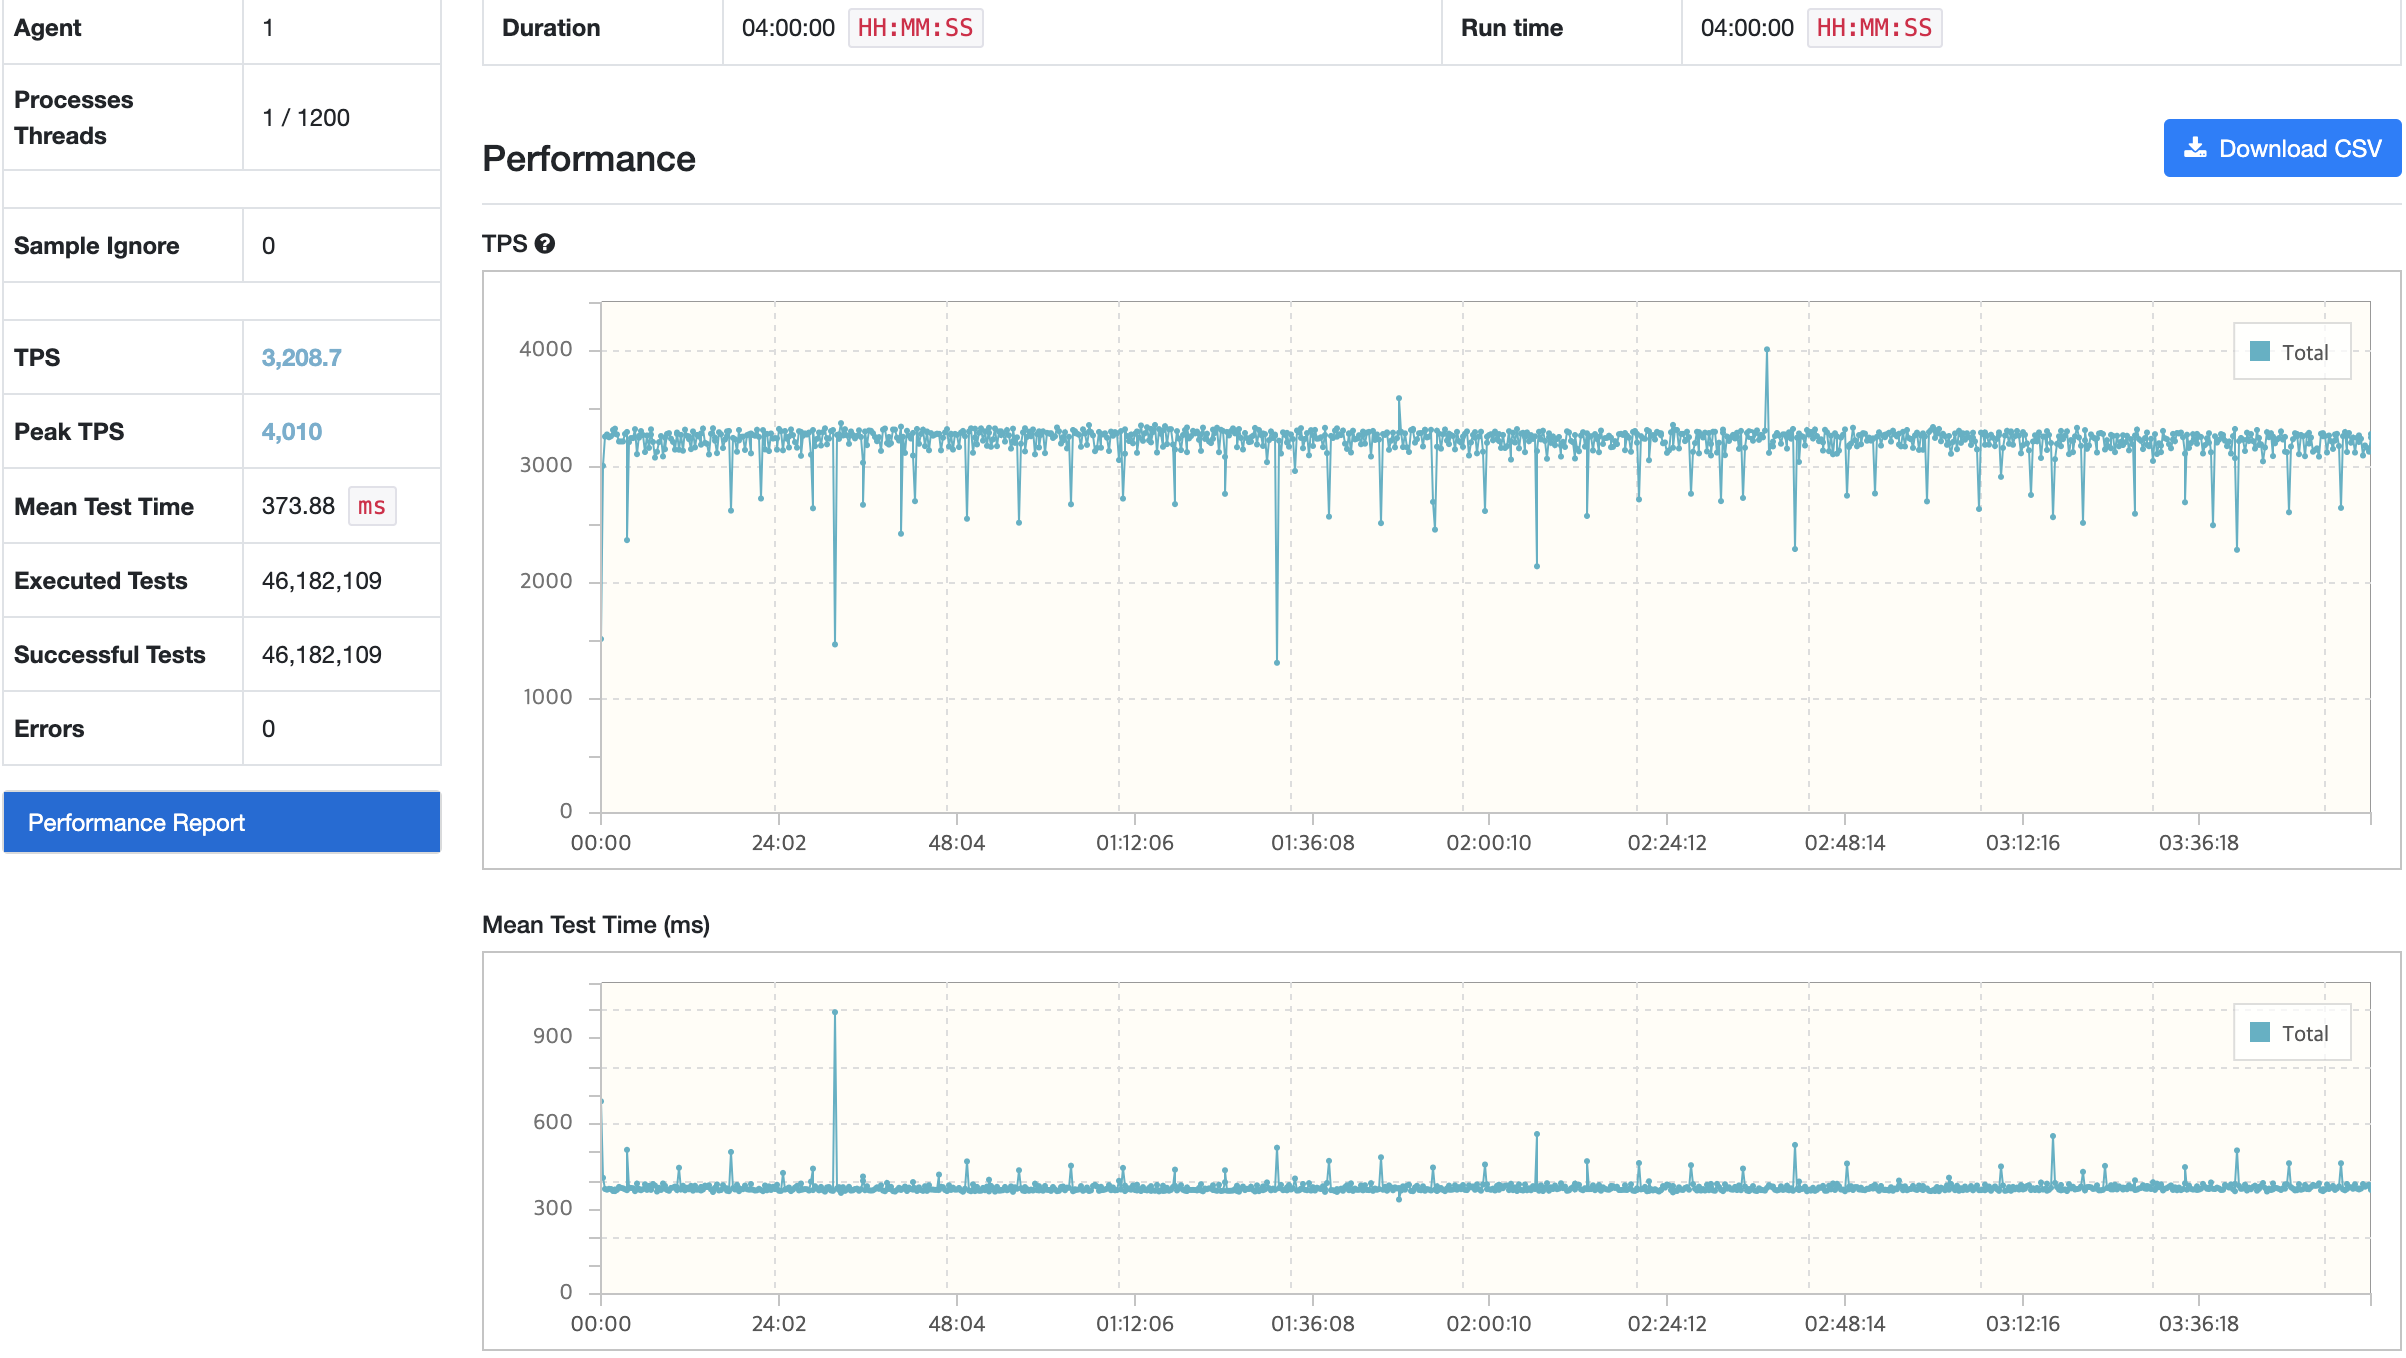 Agent 1
Processes Threads 1 / 1200
Sample Ignore 0
TPS 3,208.7
Peak TPS 4,010
Mean Test Time 373.88 ms
Executed Tests 46,182,109
Successful Tests 46,182,109
Errors 0
Performance Report
Duration 04:00:00 HH:MM:SS Run time 04:00:00 HH:MM:SS
Performance
Download CSV
TPS ?
4000
3000
2000
1000
0
Total
00:00 24:02 48:04 01:12:06 01:36:08 02:00:10 02:24:12 02:48:14 03:12:16 03:36:18
Mean Test Time (ms)
900
600
300
0
Total
00:00 24:02 48:04 01:12:06 01:36:08 02:00:10 02:24:12 02:48:14 03:12:16 03:36:18